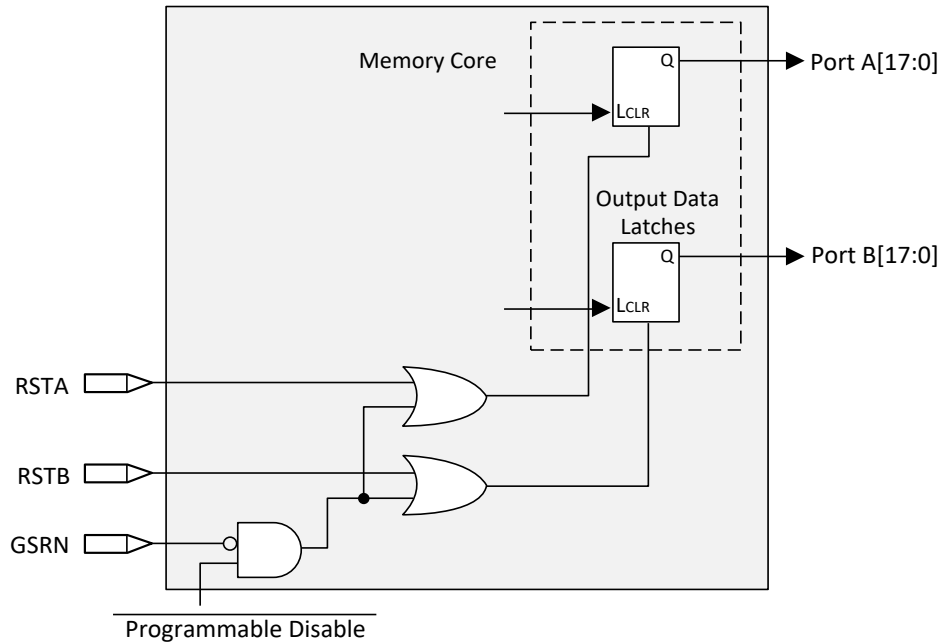 Memory Core
Q
Port A[17:0]
LCLR
Output Data
Latches
Q
Port B[17:0]
LCLR
RSTA
RSTB
GSRN
Programmable Disable